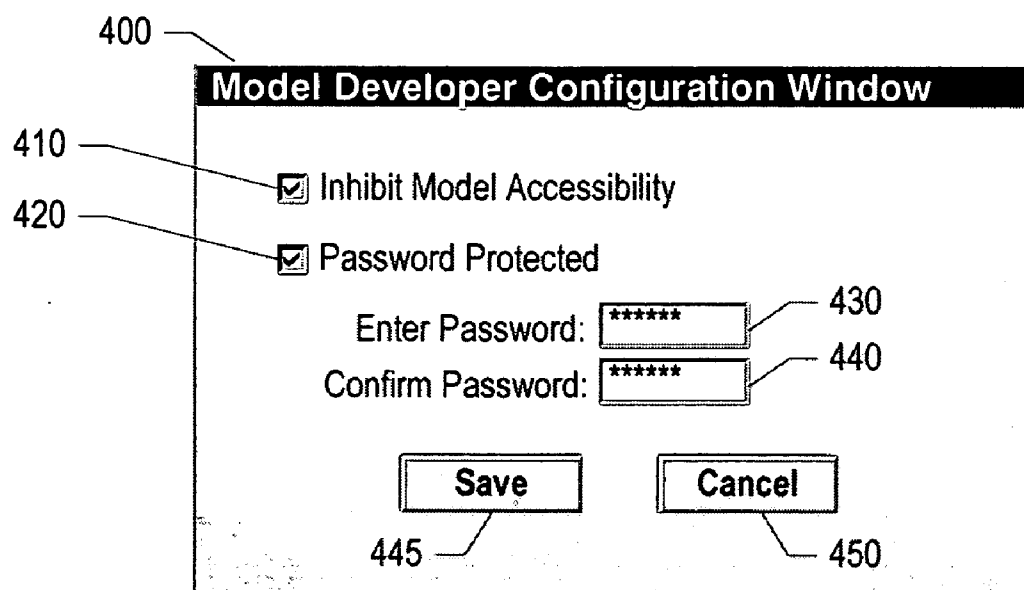 400
Model Developer Configuration Window
410
Inhibit Model Accessibility
420
Password Protected
Enter Password: ****** 430
Confirm Password: ****** 440
Save Cancel
445 450